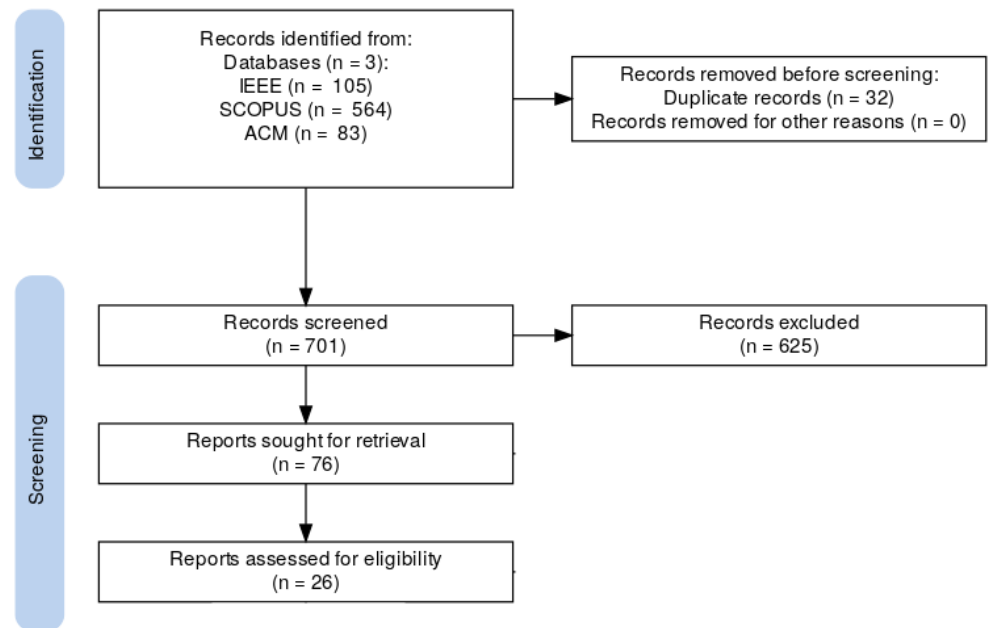 Identification
Records identified from:
Databases (n = 3):
IEEE (n = 105)
SCOPUS (n = 564)
ACM (n = 83)
Records removed before screening:
Duplicate records (n = 32)
Records removed for other reasons (n = 0)
Screening
Records screened
(n = 701)
Records excluded
(n = 625)
Reports sought for retrieval
(n = 76)
Reports assessed for eligibility
(n = 26)